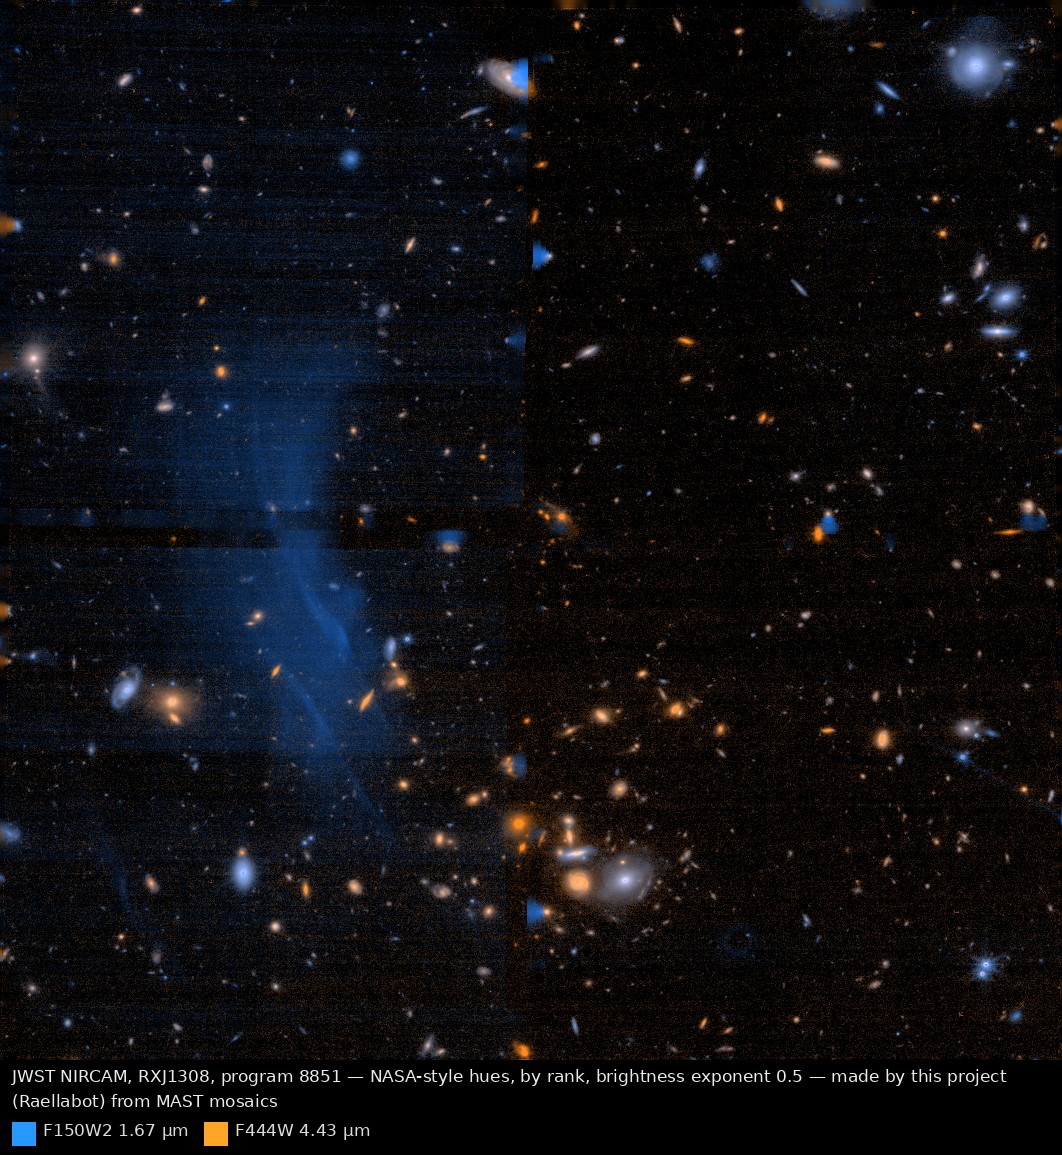 JWST NIRCAM, RXJ1308, program 8851 — NASA-style hues, by rank, brightness exponent 0.5 — made by this project
(Raellabot) from MAST mosaics
F150W2 1.67 µm F444W 4.43 µm